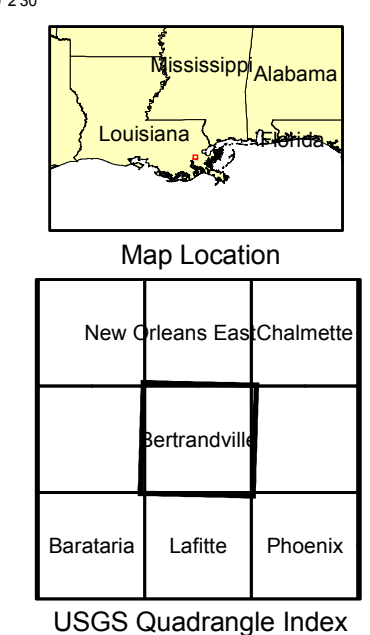 Mississippi
Alabama
Louisiana
Florida
Map Location
New Orleans East
Chalmette
Bertrandville
Barataria
Lafitte
Phoenix
USGS Quadrangle Index